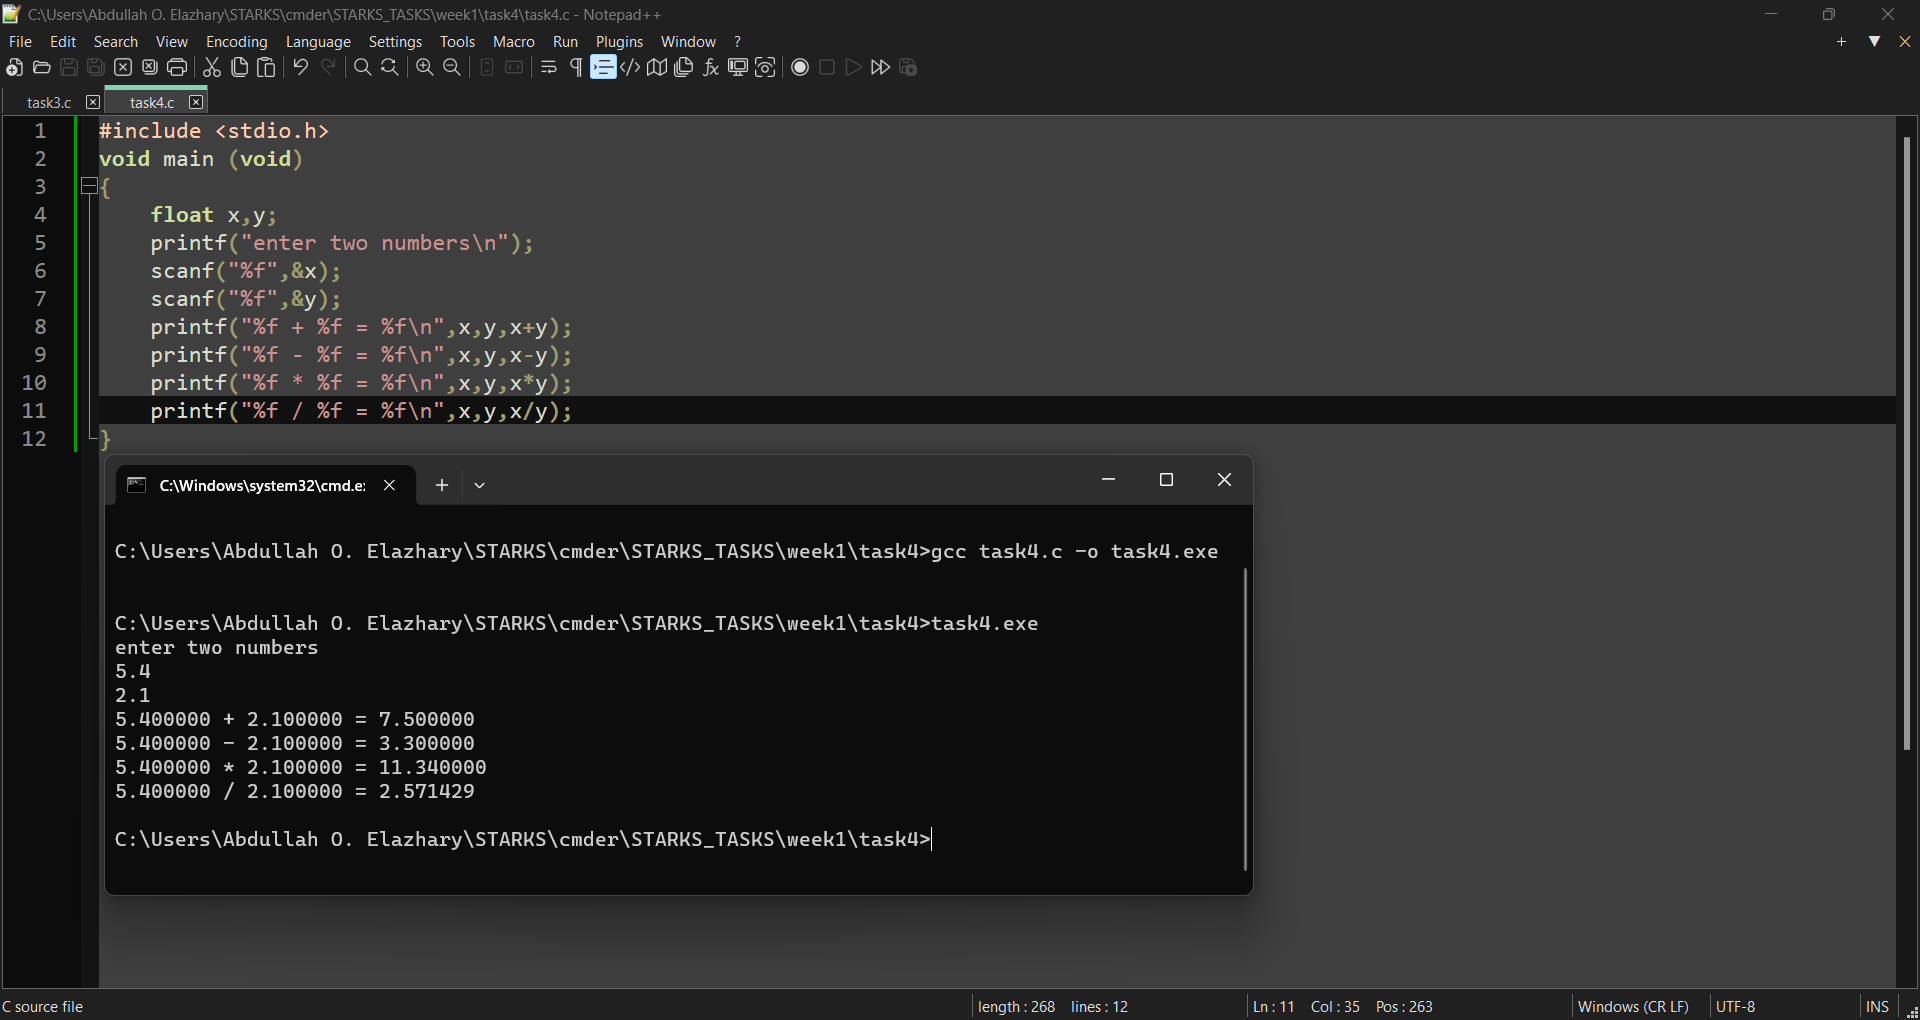 C:\Users\Abdullah O. Elazhary\STARKS\cmder\STARKS_TASKS\week1\task4\task4.c - Notepad++
File Edit Search View Encoding Language Settings Tools Macro Run Plugins Window ?
task3.c task4.c
1 #include <stdio.h>
2 void main (void)
3 {
4 float x,y;
5 printf("enter two numbers\n");
6 scanf("%f",&x);
7 scanf("%f",&y);
8 printf("%f + %f = %f\n",x,y,x+y);
9 printf("%f - %f = %f\n",x,y,x-y);
10 printf("%f * %f = %f\n",x,y,x*y);
11 printf("%f / %f = %f\n",x,y,x/y);
12 }
C:\Windows\system32\cmd.e
C:\Users\Abdullah O. Elazhary\STARKS\cmder\STARKS_TASKS\week1\task4>gcc task4.c -o task4.exe
C:\Users\Abdullah O. Elazhary\STARKS\cmder\STARKS_TASKS\week1\task4>task4.exe
enter two numbers
5.4
2.1
5.400000 + 2.100000 = 7.500000
5.400000 - 2.100000 = 3.300000
5.400000 * 2.100000 = 11.340000
5.400000 / 2.100000 = 2.571429
C:\Users\Abdullah O. Elazhary\STARKS\cmder\STARKS_TASKS\week1\task4>
C source file length : 268 lines : 12 Ln : 11 Col : 35 Pos : 263 Windows (CR LF) UTF-8 INS